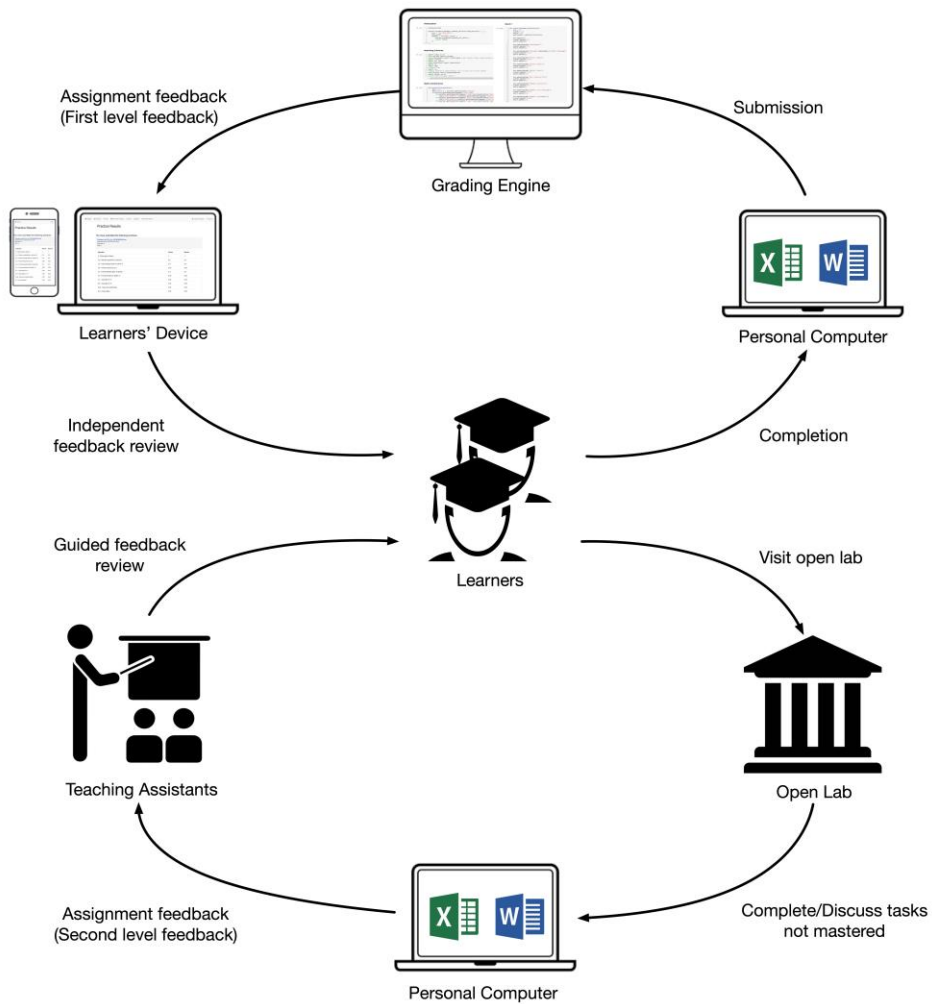 Assignment feedback
(First level feedback)
Submission
Grading Engine
Practice Results
Learners' Device
X
W
Personal Computer
Independent
feedback review
Completion
Guided feedback
review
Learners
Visit open lab
Teaching Assistants
Open Lab
X
W
Assignment feedback
(Second level feedback)
Complete/Discuss tasks
not mastered
Personal Computer